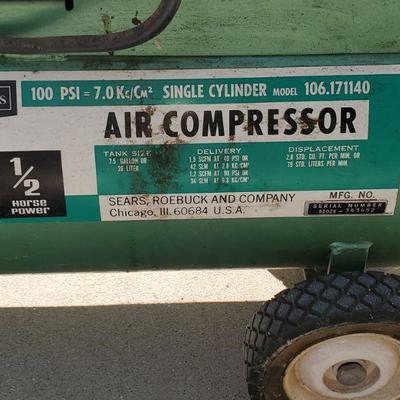 S
100 PSI = 7.0 KG/CM² SINGLE CYLINDER MODEL 106.171140
AIR COMPRESSOR
TANK SIZE
7.5 GALLON OR
28 LITER
DELIVERY
1.5 SCFM AT 40 PSI OR
42 SLM AT 2.8 KG/CM²
1.2 SCFM AT 90 PSI OR
34 SLM AT 6.3 KG/CM²
DISPLACEMENT
2.8 STD. CU. FT. PER MIN. OR
79 STD. LITERS PER MIN.
1/2
HORSE
POWER
SEARS, ROEBUCK AND COMPANY
Chicago, Ill. 60684 U.S.A.
MFG. NO.
SERIAL NUMBER